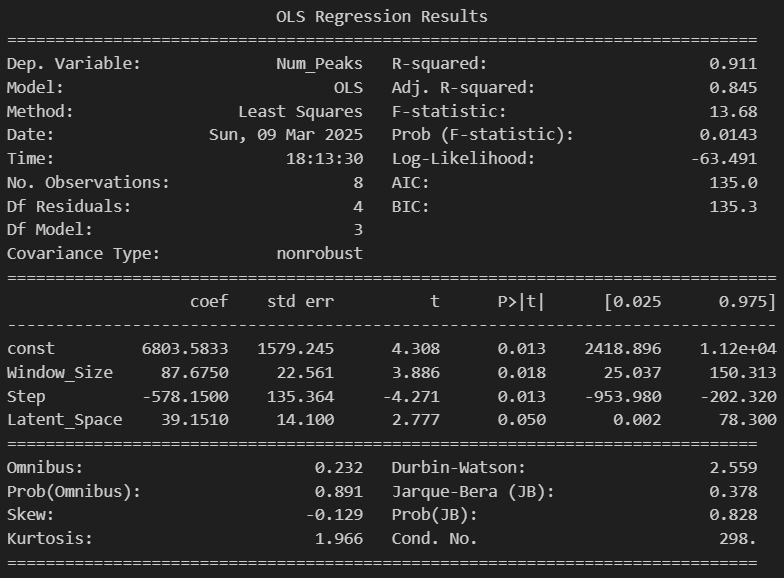 OLS Regression Results
==============================================================================
Dep. Variable:              Num_Peaks   R-squared:                       0.911
Model:                            OLS   Adj. R-squared:                  0.845
Method:                 Least Squares   F-statistic:                     13.68
Date:                Sun, 09 Mar 2025   Prob (F-statistic):             0.0143
Time:                        18:13:30   Log-Likelihood:                -63.491
No. Observations:                   8   AIC:                             135.0
Df Residuals:                       4   BIC:                             135.3
Df Model:                           3
Covariance Type:            nonrobust
================================================================================
                   coef    std err          t      P>|t|      [0.025      0.975]
--------------------------------------------------------------------------------
const         6803.5833   1579.245      4.308      0.013    2418.896    1.12e+04
Window_Size     87.6750     22.561      3.886      0.018      25.037     150.313
Step          -578.1500    135.364     -4.271      0.013    -953.980    -202.320
Latent_Space    39.1510     14.100      2.777      0.050       0.002      78.300
==============================================================================
Omnibus:                        0.232   Durbin-Watson:                   2.559
Prob(Omnibus):                  0.891   Jarque-Bera (JB):                0.378
Skew:                          -0.129   Prob(JB):                        0.828
Kurtosis:                       1.966   Cond. No.                         298.
==============================================================================